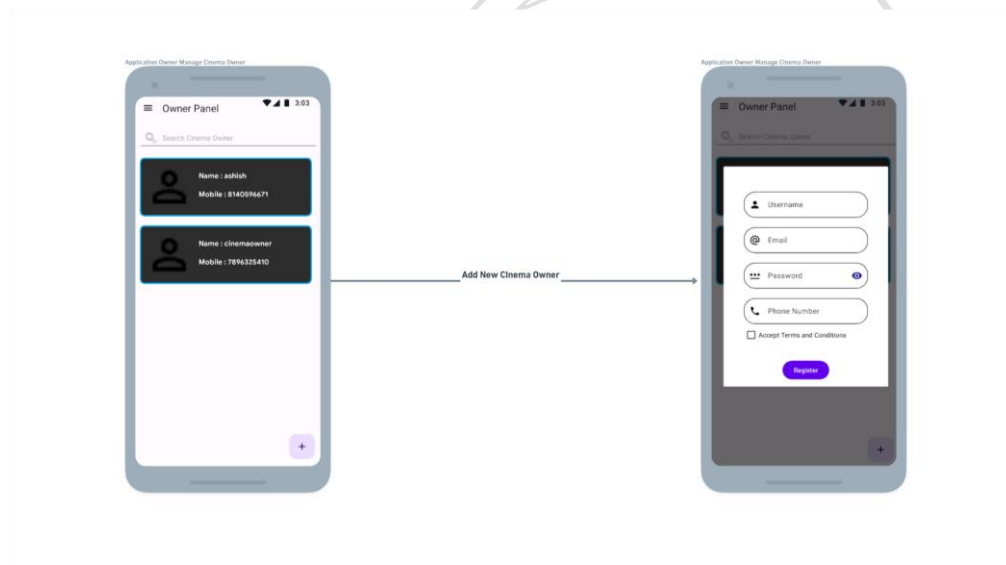 Application Owner Manage Cinema Owner
3:03
Owner Panel
Search Cinema Owner
Name : ashish
Mobile : 8140596671
Name : cinemaowner
Mobile : 7896325410
+
Add New CInema Owner
Application Owner Manage Cinema Owner
3:03
Owner Panel
Search Cinema Owner
Username
Email
Password
Phone Number
Accept Terms and Conditions
Register
+